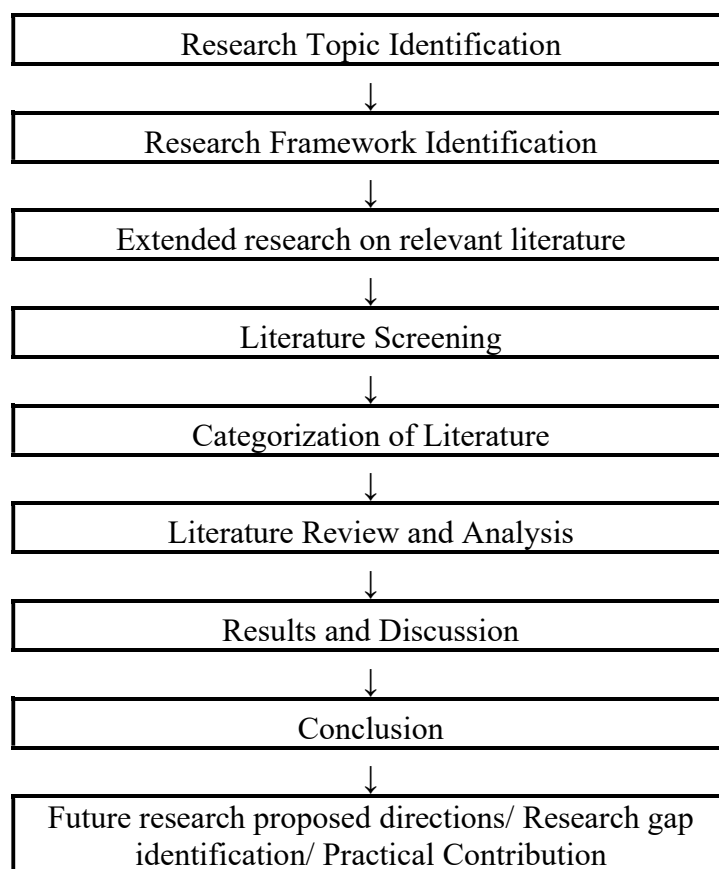 Research Topic Identification
↓
Research Framework Identification
↓
Extended research on relevant literature
↓
Literature Screening
↓
Categorization of Literature
↓
Literature Review and Analysis
↓
Results and Discussion
↓
Conclusion
↓
Future research proposed directions/ Research gap
identification/ Practical Contribution